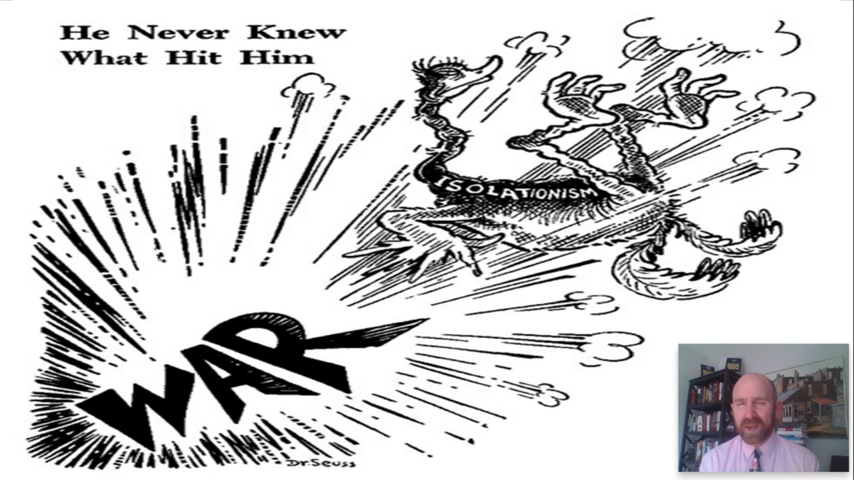 He Never Knew
What Hit Him
ISOLATIONISM
WAR
Dr. Seuss